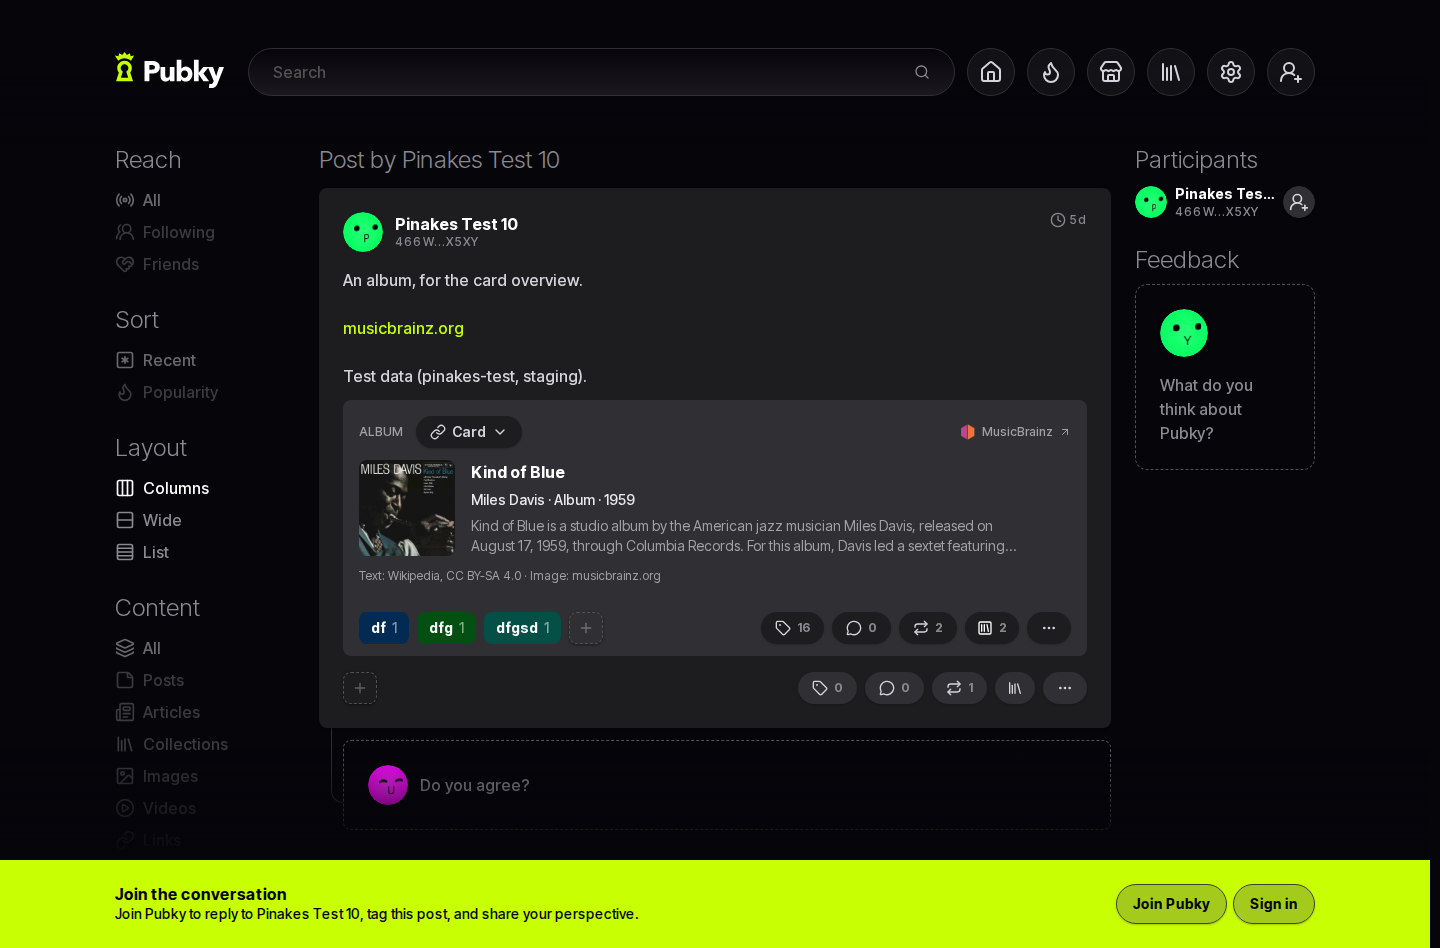 Pubky
Search
Reach
All
Following
Friends
Sort
Recent
Popularity
Layout
Columns
Wide
List
Content
All
Posts
Articles
Collections
Images
Videos
Links
Post by Pinakes Test 10
Pinakes Test 10
466W...X5XY
5d
An album, for the card overview.
musicbrainz.org
Test data (pinakes-test, staging).
ALBUM
Card
MusicBrainz
MILES DAVIS Kind of Blue
Kind of Blue
Miles Davis · Album · 1959
Kind of Blue is a studio album by the American jazz musician Miles Davis, released on
August 17, 1959, through Columbia Records. For this album, Davis led a sextet featuring...
Text: Wikipedia, CC BY-SA 4.0 · Image: musicbrainz.org
df 1
dfg 1
dfgsd 1
16
0
2
2
0
0
1
Do you agree?
Participants
Pinakes Tes...
466W...X5XY
Feedback
What do you
think about
Pubky?
Join the conversation
Join Pubky to reply to Pinakes Test 10, tag this post, and share your perspective.
Join Pubky
Sign in